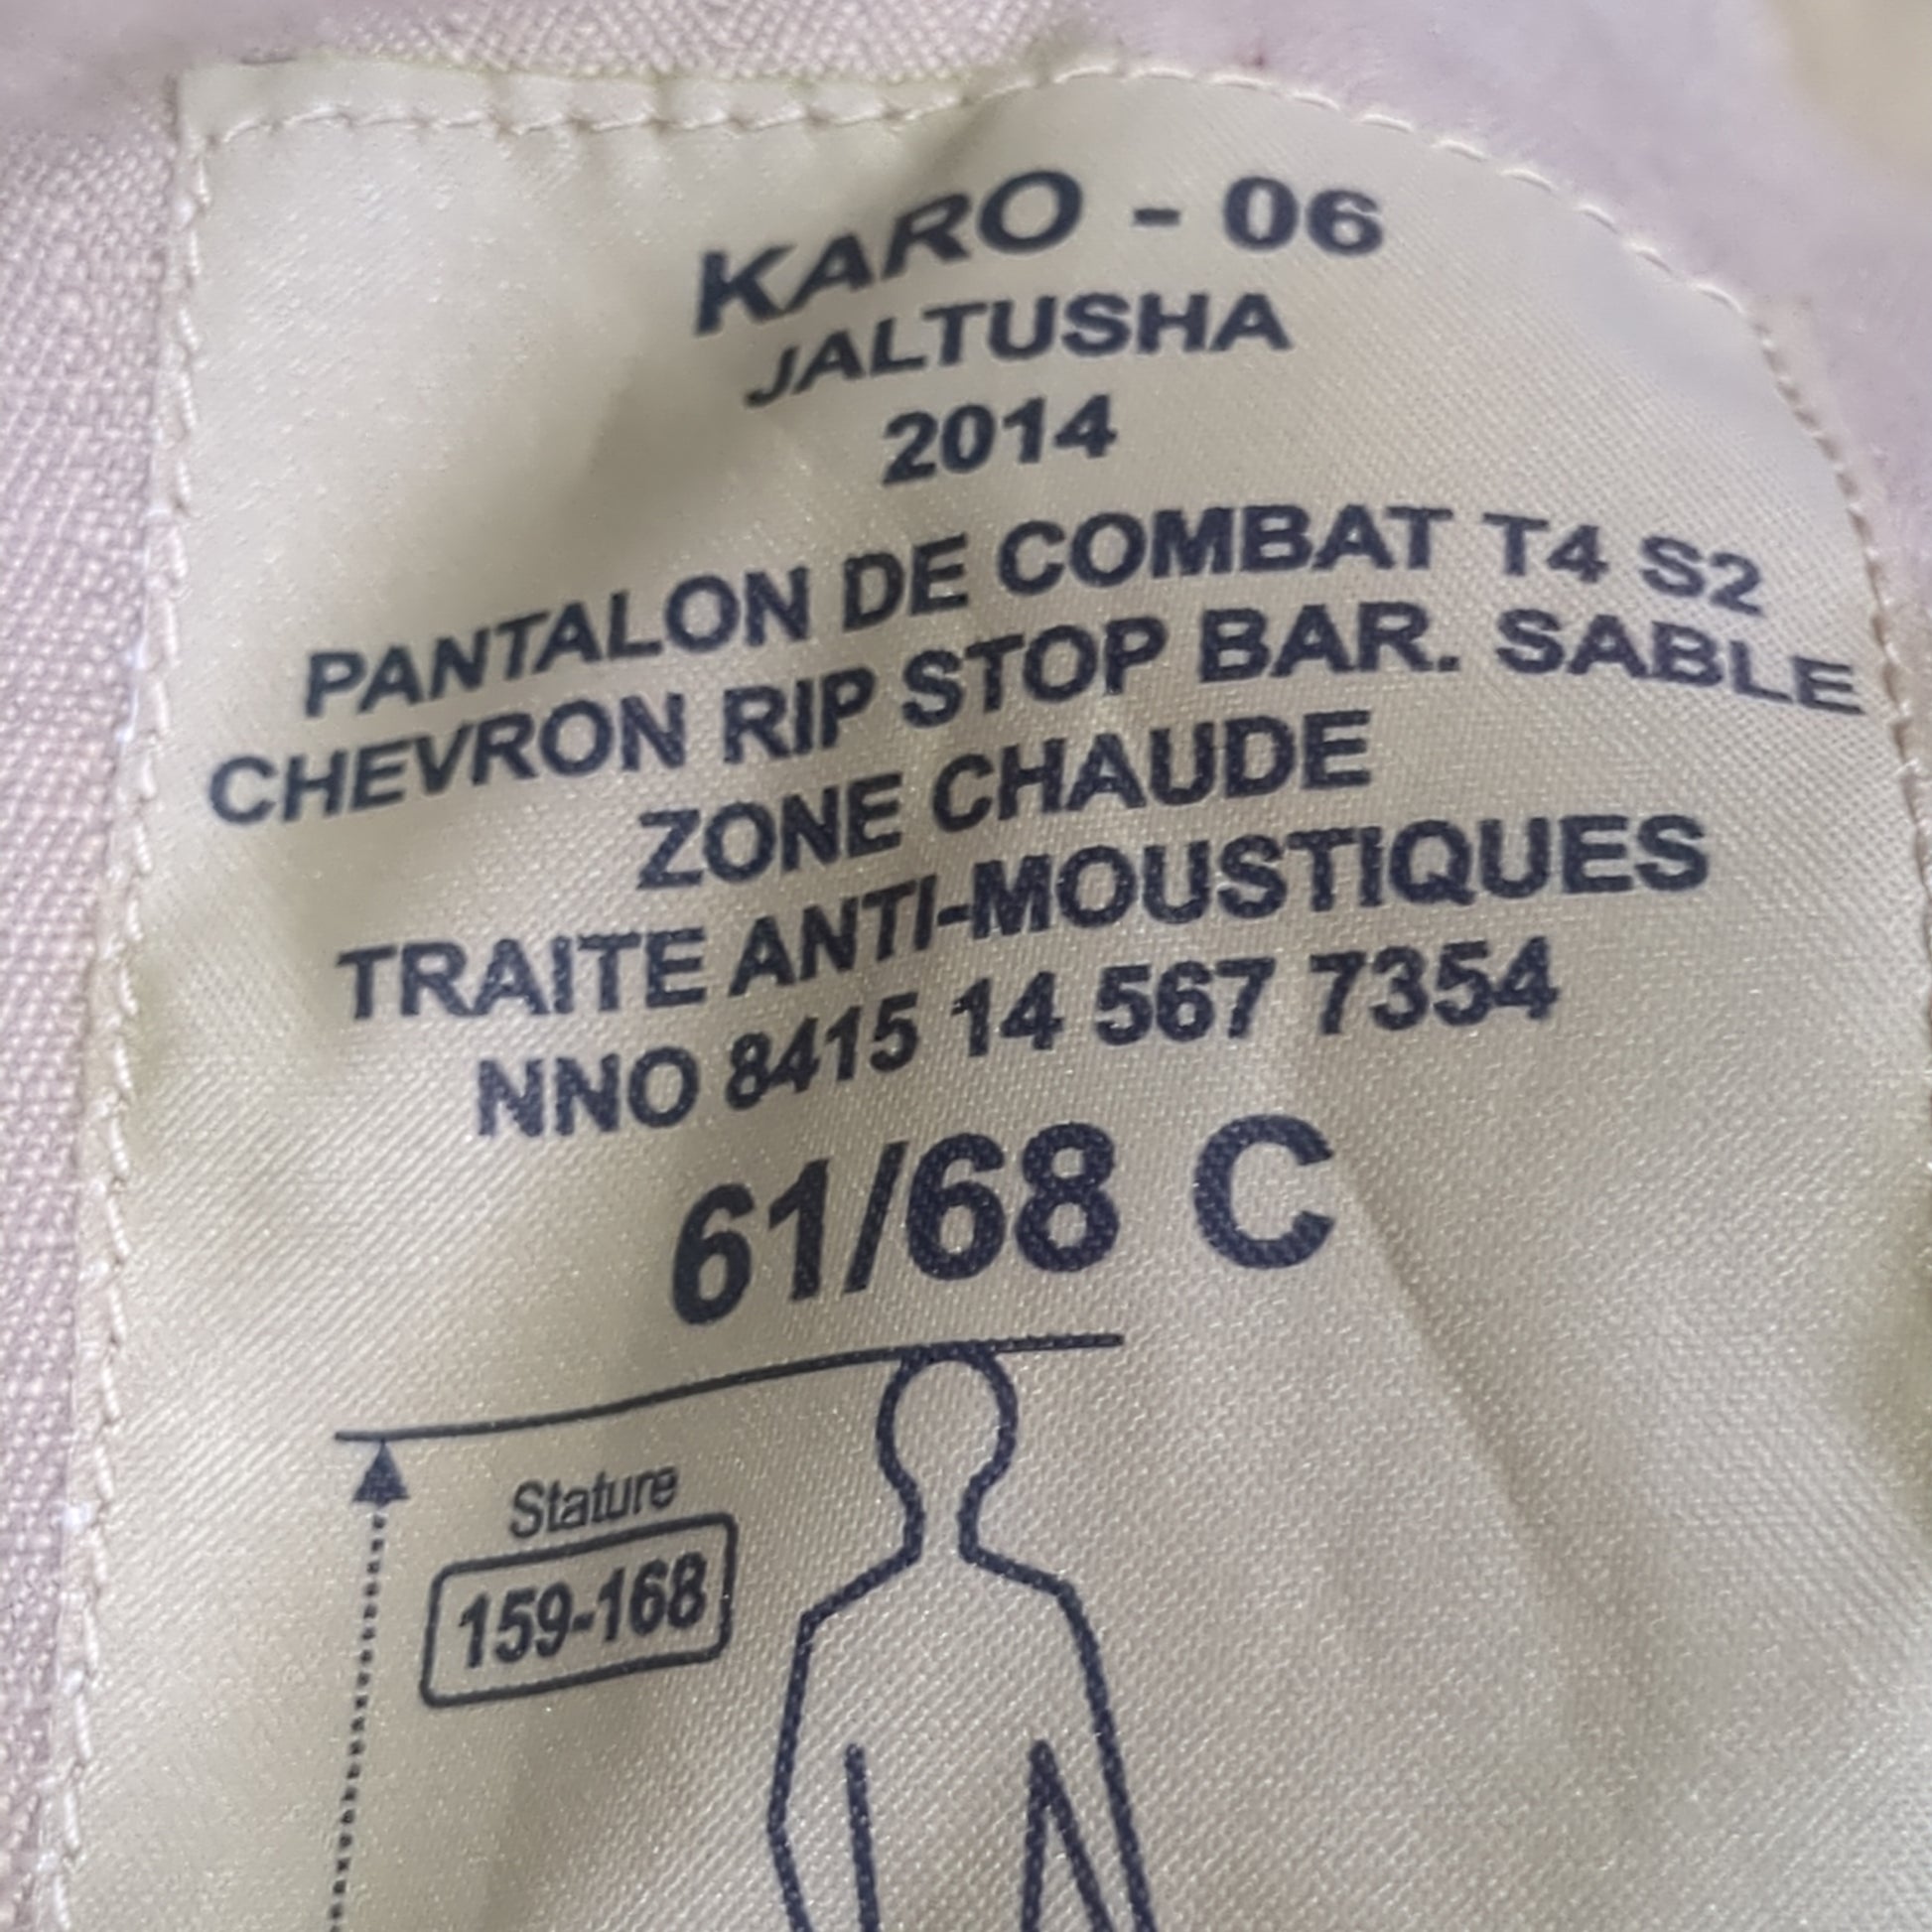 KARO - 06
JALTUSHA
2014
PANTALON DE COMBAT T4 S2
CHEVRON RIP STOP BAR. SABLE
ZONE CHAUDE
TRAITE ANTI-MOUSTIQUES
NNO 8415 14 567 7354
61/68 C
Stature
159-168